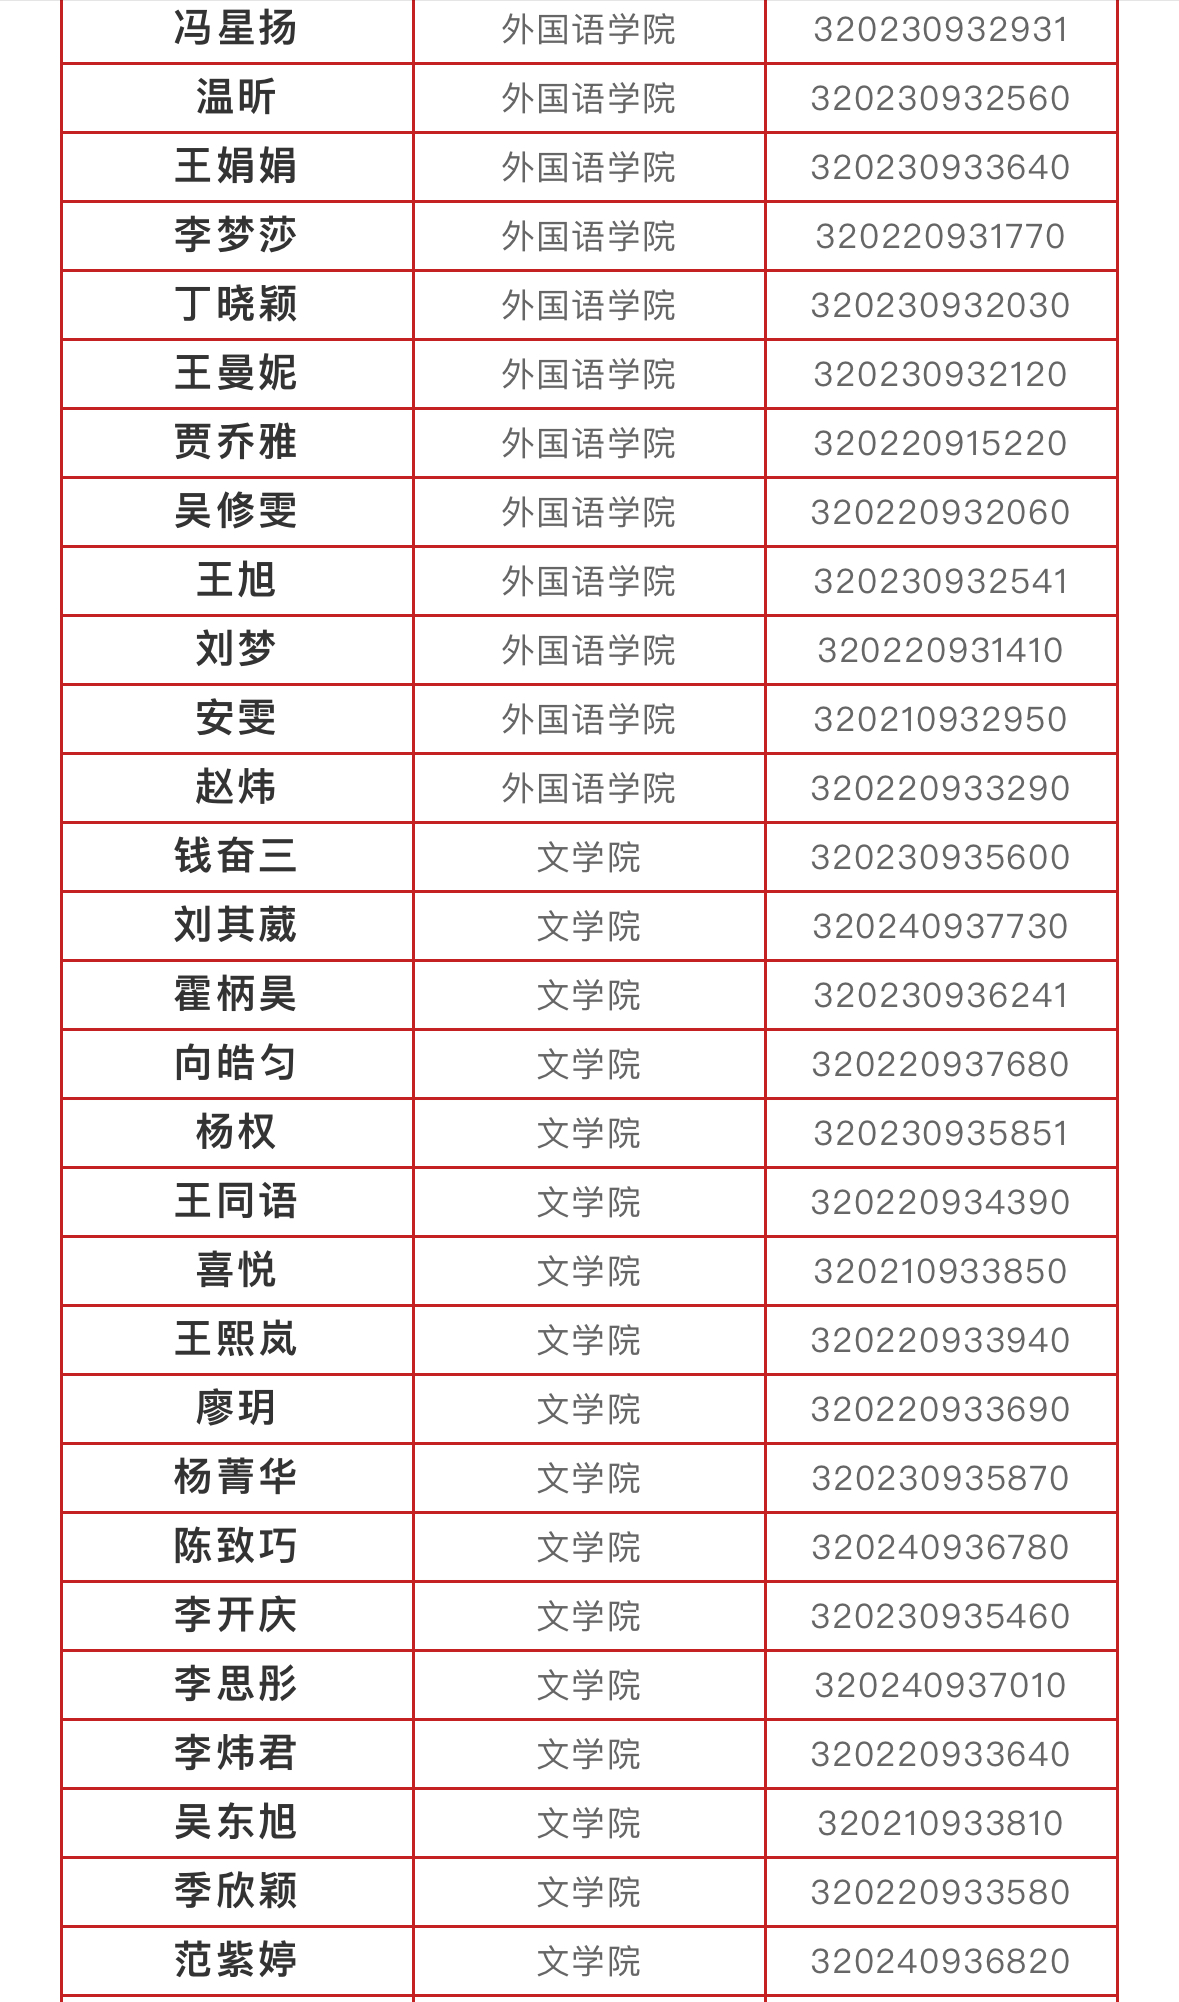 冯星扬 外国语学院 320230932931
温昕 外国语学院 320230932560
王娟娟 外国语学院 320230933640
李梦莎 外国语学院 320220931770
丁晓颖 外国语学院 320230932030
王曼妮 外国语学院 320230932120
贾乔雅 外国语学院 320220915220
吴修雯 外国语学院 320220932060
王旭 外国语学院 320230932541
刘梦 外国语学院 320220931410
安雯 外国语学院 320210932950
赵炜 外国语学院 320220933290
钱奋三 文学院 320230935600
刘其葳 文学院 320240937730
霍柄昊 文学院 320230936241
向皓匀 文学院 320220937680
杨权 文学院 320230935851
王同语 文学院 320220934390
喜悦 文学院 320210933850
王熙岚 文学院 320220933940
廖玥 文学院 320220933690
杨菁华 文学院 320230935870
陈致巧 文学院 320240936780
李开庆 文学院 320230935460
李思彤 文学院 320240937010
李炜君 文学院 320220933640
吴东旭 文学院 320210933810
季欣颖 文学院 320220933580
范紫婷 文学院 320240936820